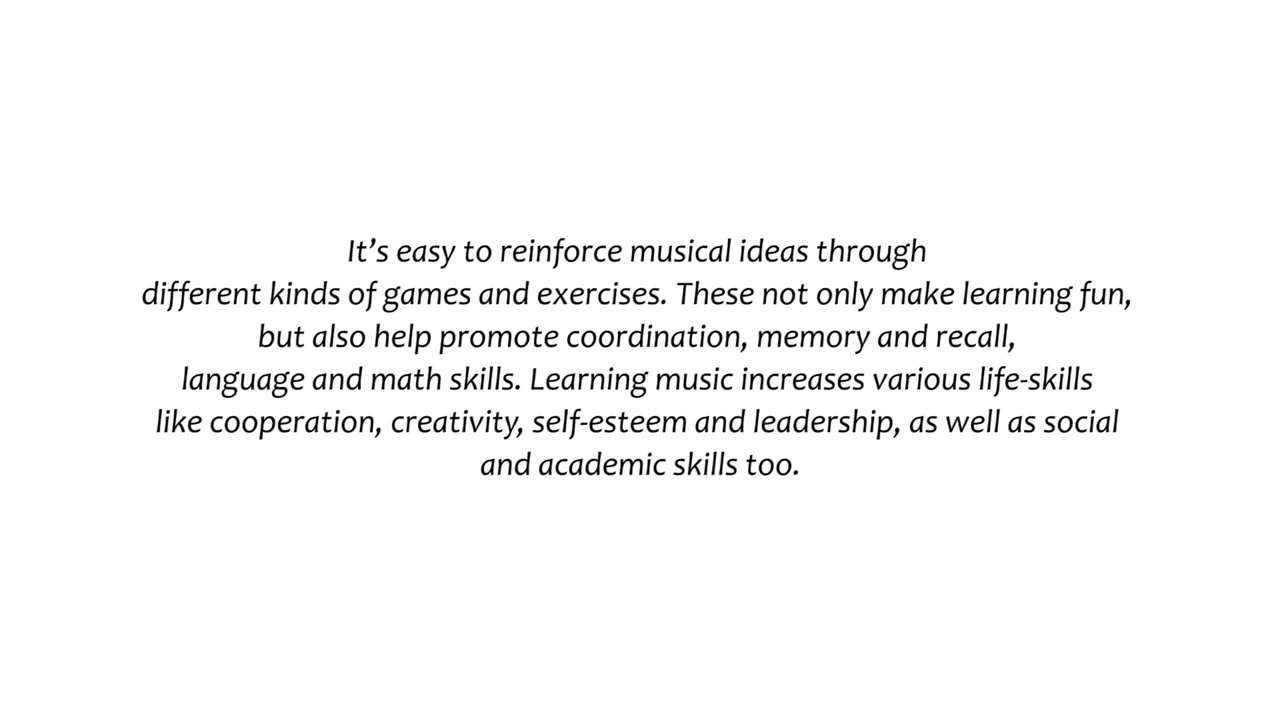 It’s easy to reinforce musical ideas through
different kinds of games and exercises. These not only make learning fun,
but also help promote coordination, memory and recall,
language and math skills. Learning music increases various life-skills
like cooperation, creativity, self-esteem and leadership, as well as social
and academic skills too.